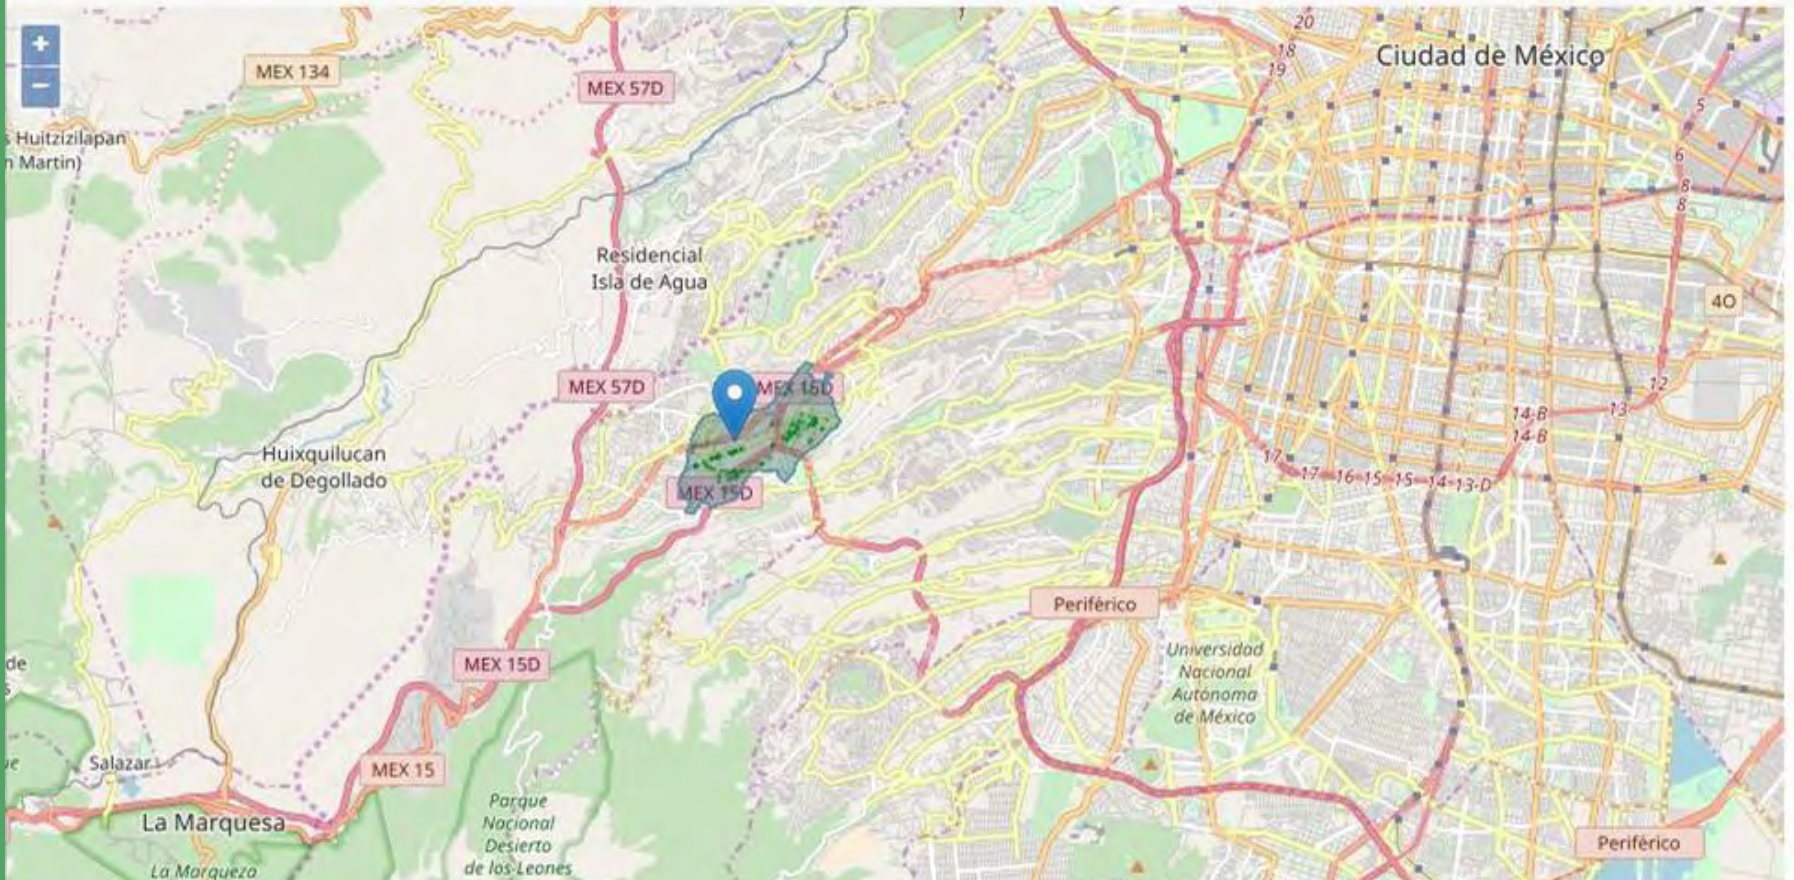 +
−
MEX 134
MEX 57D
20
18
19
Ciudad de México
5
s Huitzizilapan
n Martin)
6
8
8
Residencial
Isla de Agua
4O
MEX 57D
MEX 15D
12
13
14-B
14-B
Huixquilucan
de Degollado
17
17
16
15
15
14
13-D
MEX 15D
Periférico
Universidad
Nacional
Autónoma
de México
de
MEX 15D
Salazar
MEX 15
La Marquesa
Parque
Nacional
Desierto
de los Leones
La Marqueza
Periférico